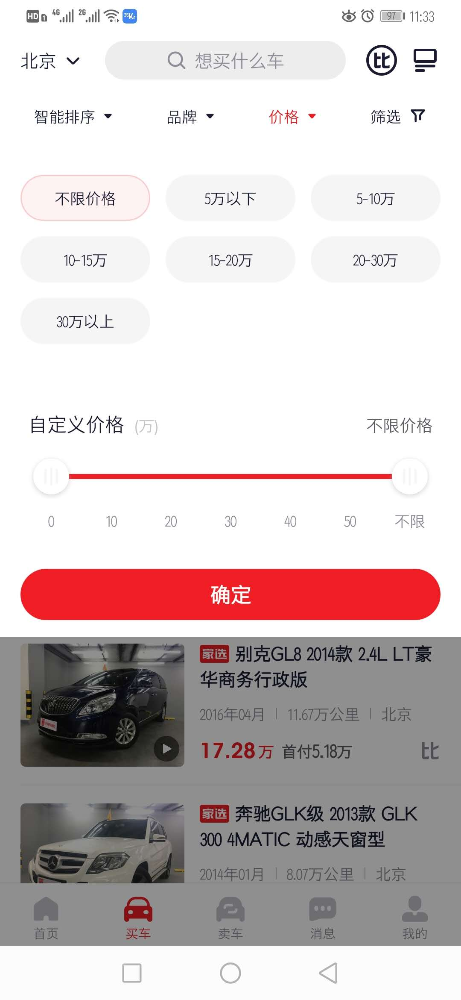 HD 1 4G 2G 36Kr 97 11:33
北京 想买什么车 比
智能排序 品牌 价格 筛选
不限价格 5万以下 5-10万
10-15万 15-20万 20-30万
30万以上
自定义价格 (万) 不限价格
0 10 20 30 40 50 不限
确定
家选 别克GL8 2014款 2.4L LT豪
华商务行政版
2016年04月 11.67万公里 北京
17.28万 首付5.18万 比
家选 奔驰GLK级 2013款 GLK
300 4MATIC 动感天窗型
2014年01月 8.07万公里 北京
首页 买车 卖车 消息 我的